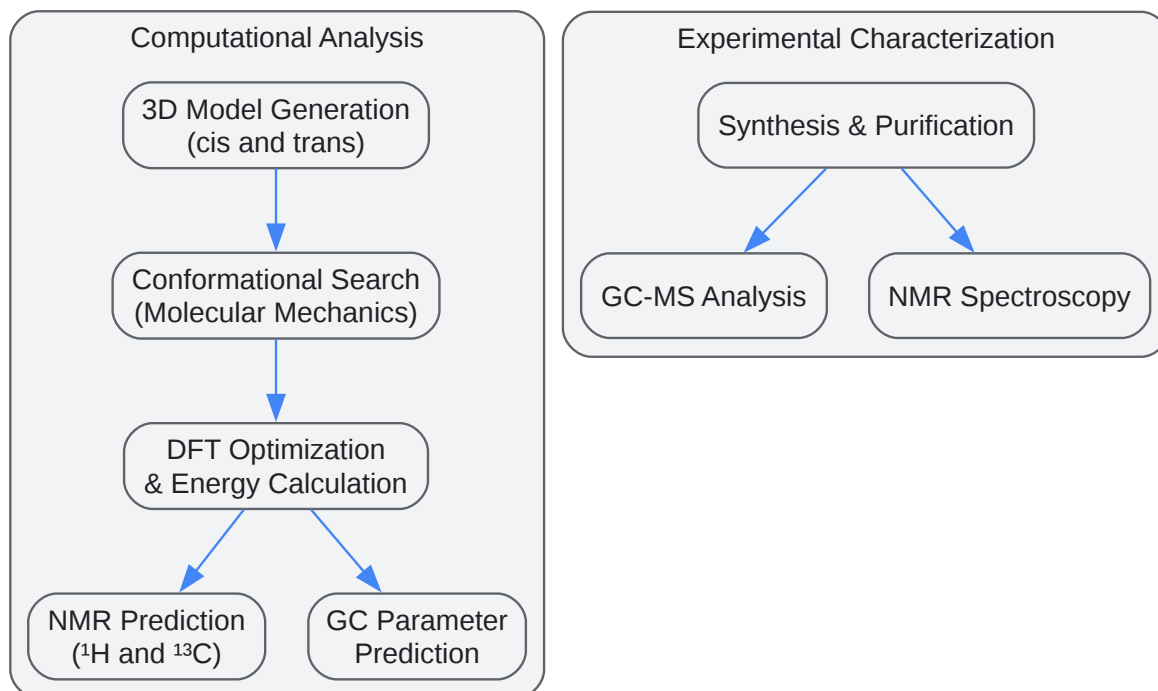 Computational Analysis
3D Model Generation
(cis and trans)
Conformational Search
(Molecular Mechanics)
DFT Optimization
& Energy Calculation
NMR Prediction
(¹H and ¹³C)
GC Parameter
Prediction
Experimental Characterization
Synthesis & Purification
GC-MS Analysis
NMR Spectroscopy